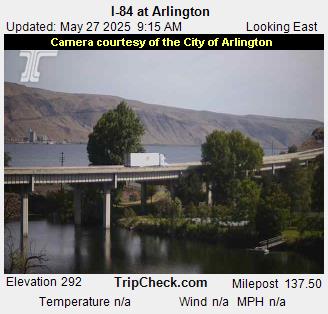 I-84 at Arlington
Updated: May 27 2025 9:15 AM Looking East
Camera courtesy of the City of Arlington
Elevation 292 TripCheck.com Milepost 137.50
Temperature n/a Wind n/a MPH n/a